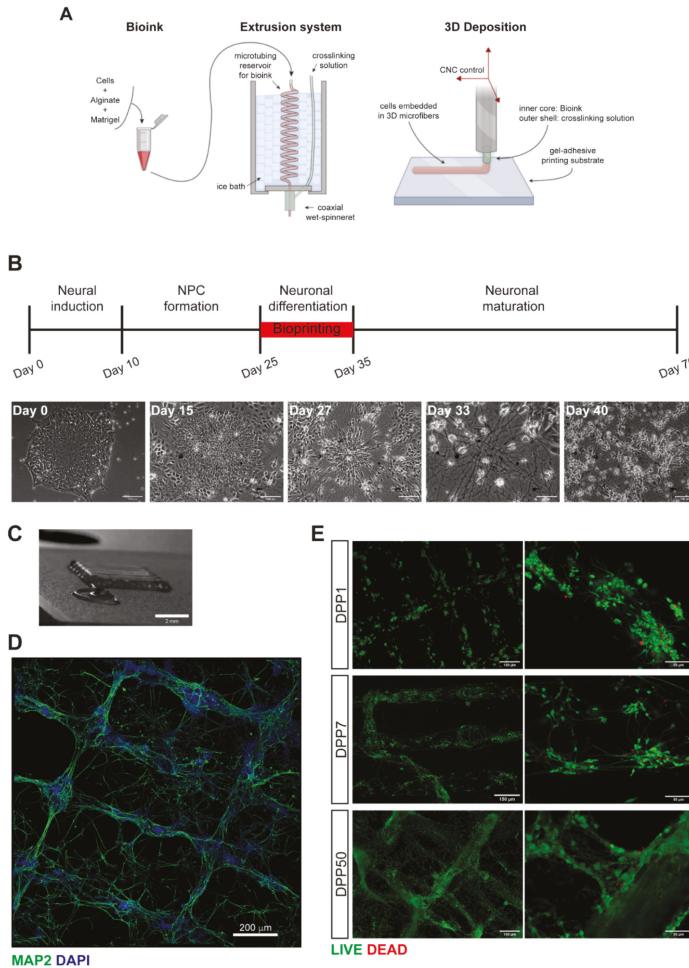 A
Bioink
Extrusion system
3D Deposition
Cells
+
Alginate
+
Matrigel
microtubing
reservoir
for bioink
crosslinking
solution
ice bath
coaxial
wet-spinneret
CNC control
cells embedded
in 3D microfibers
inner core: Bioink
outer shell: crosslinking solution
gel-adhesive
printing substrate
B
Neural
induction
NPC
formation
Neuronal
differentiation
Neuronal
maturation
Bioprinting
Day 0
Day 10
Day 25
Day 35
Day 0
Day 15
Day 27
Day 33
Day 40
C
2 mm
D
200 µm
MAP2 DAPI
E
DPP1
DPP7
150 µm
DPP50
LIVE DEAD